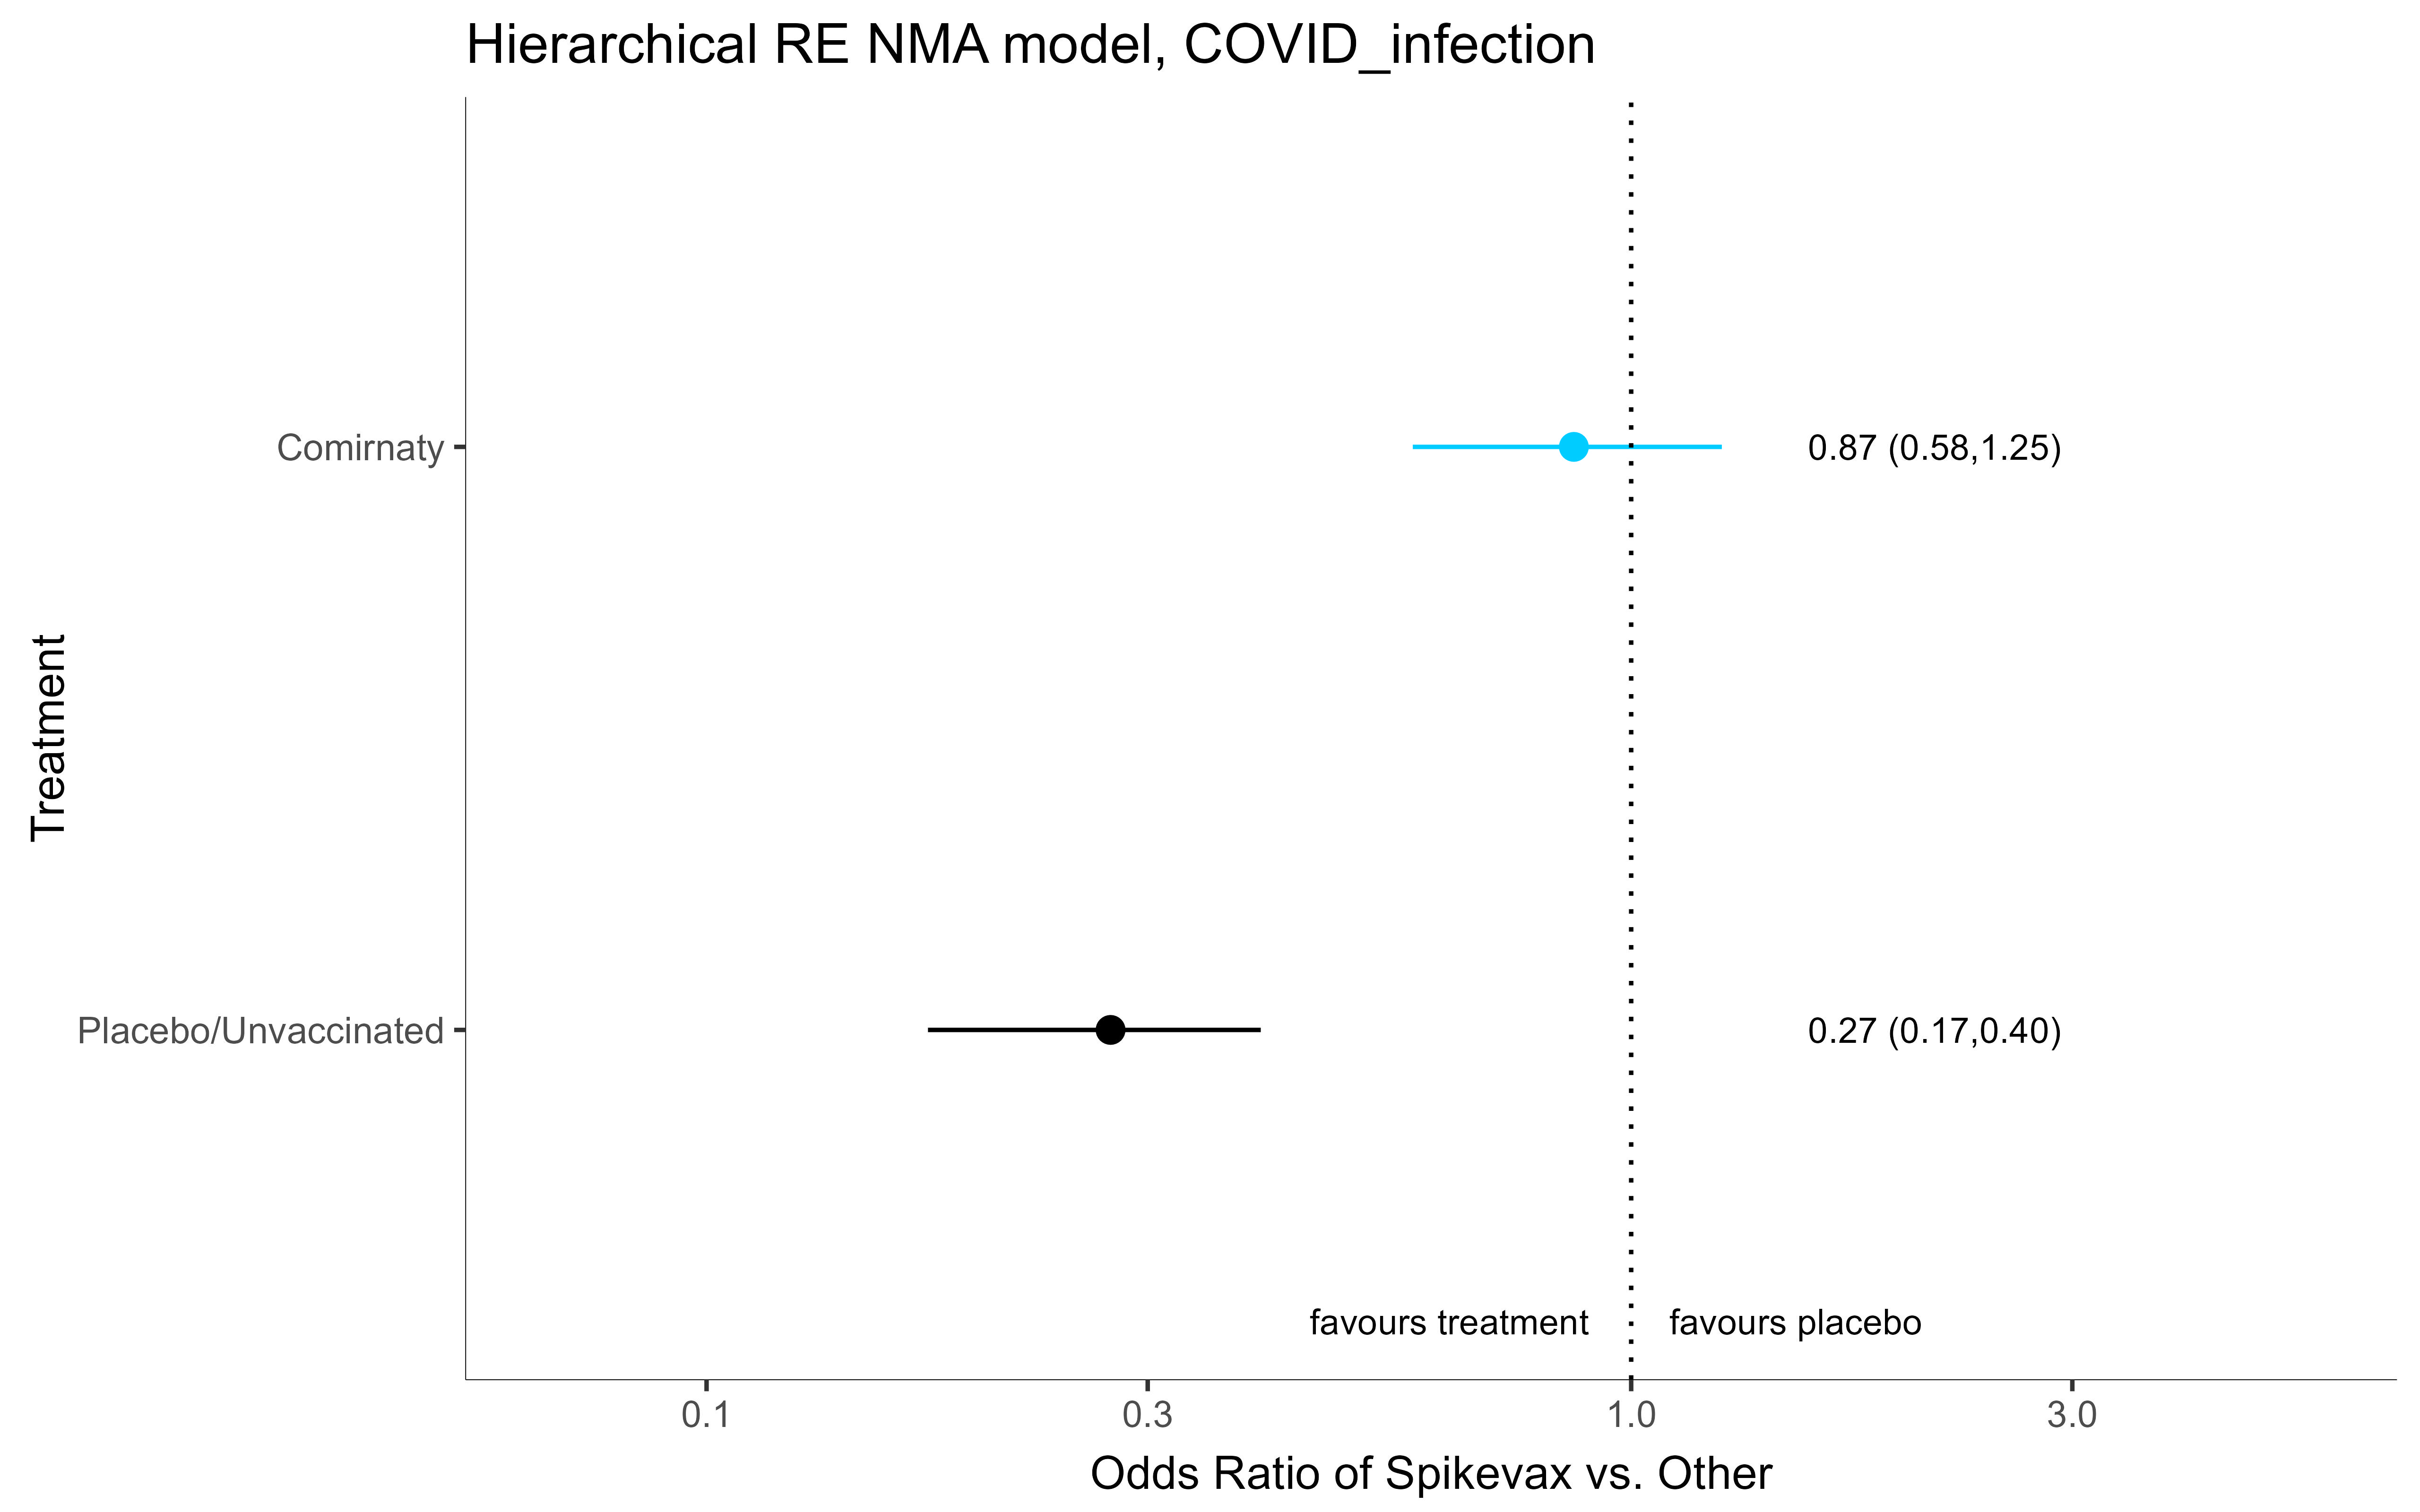 Hierarchical RE NMA model, COVID_infection
Treatment
Comirnaty
0.87 (0.58,1.25)
Placebo/Unvaccinated
0.27 (0.17,0.40)
favours treatment
favours placebo
0.1
0.3
1.0
3.0
Odds Ratio of Spikevax vs. Other